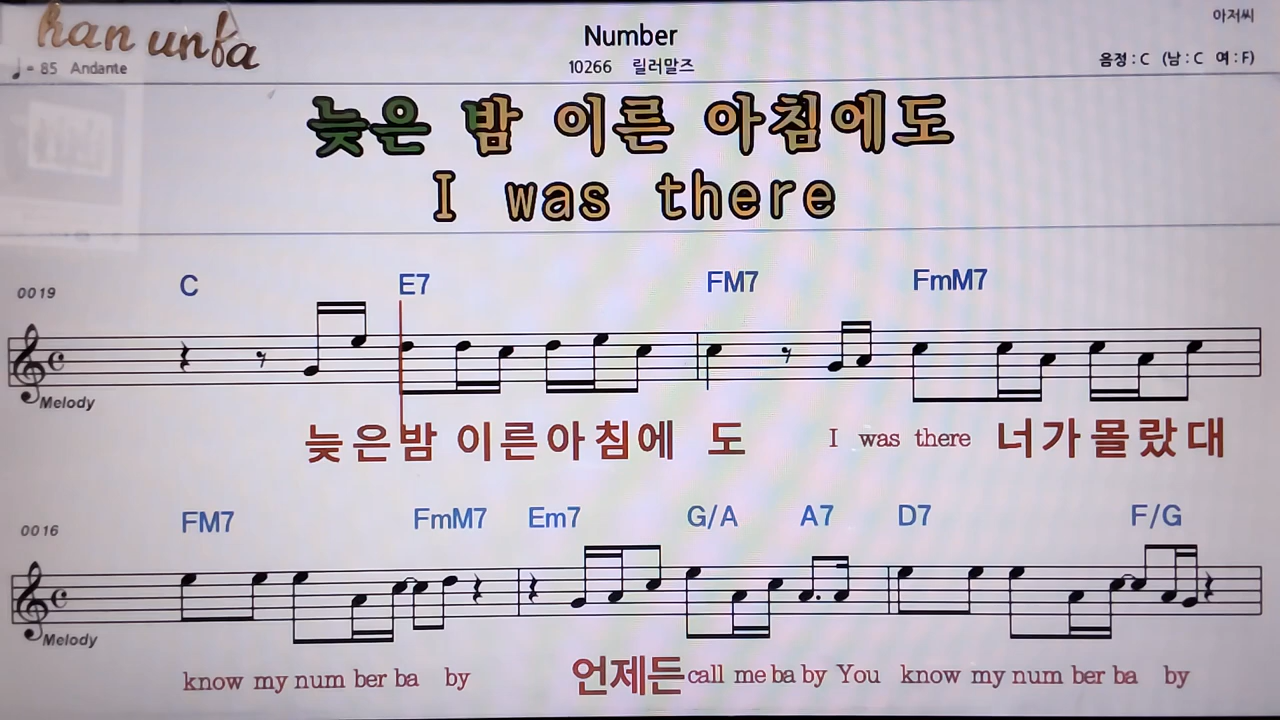 han unfa
Number
아저씨
♩= 85 Andante
10266 릴러말즈
음정 : C (남 : C 여 : F)
늦은 밤 이른 아침에도
I was there
0019
C E7 FM7 FmM7
Melody
늦은밤 이른아침에 도 I was there 너가몰랐대
0016
FM7 FmM7 Em7 G/A A7 D7 F/G
Melody
know my num ber ba by 언제든 call me ba by You know my num ber ba by